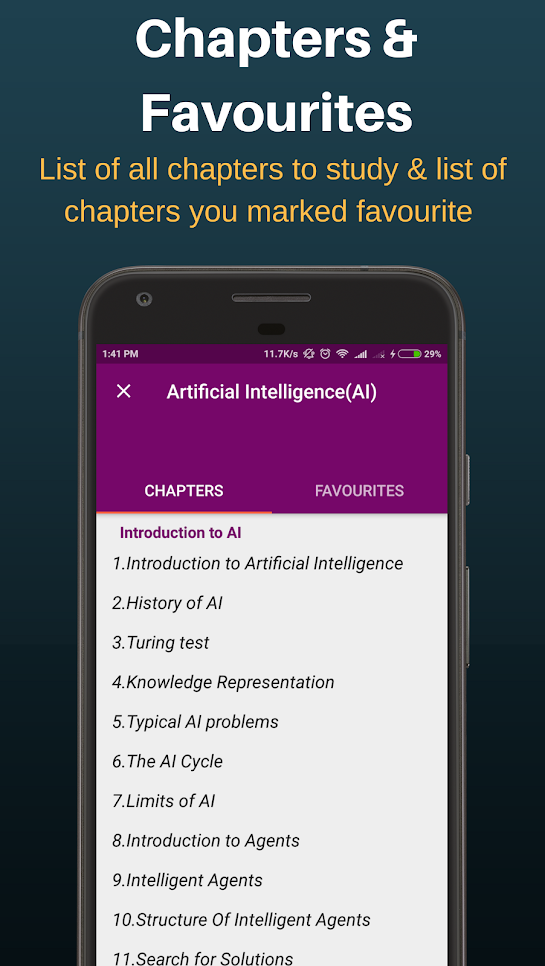 Chapters &
Favourites
List of all chapters to study & list of
chapters you marked favourite
1:41 PM 11.7K/s 29%
Artificial Intelligence(AI)
CHAPTERS FAVOURITES
Introduction to AI
1.Introduction to Artificial Intelligence
2.History of AI
3.Turing test
4.Knowledge Representation
5.Typical AI problems
6.The AI Cycle
7.Limits of AI
8.Introduction to Agents
9.Intelligent Agents
10.Structure Of Intelligent Agents
11.Search for Solutions